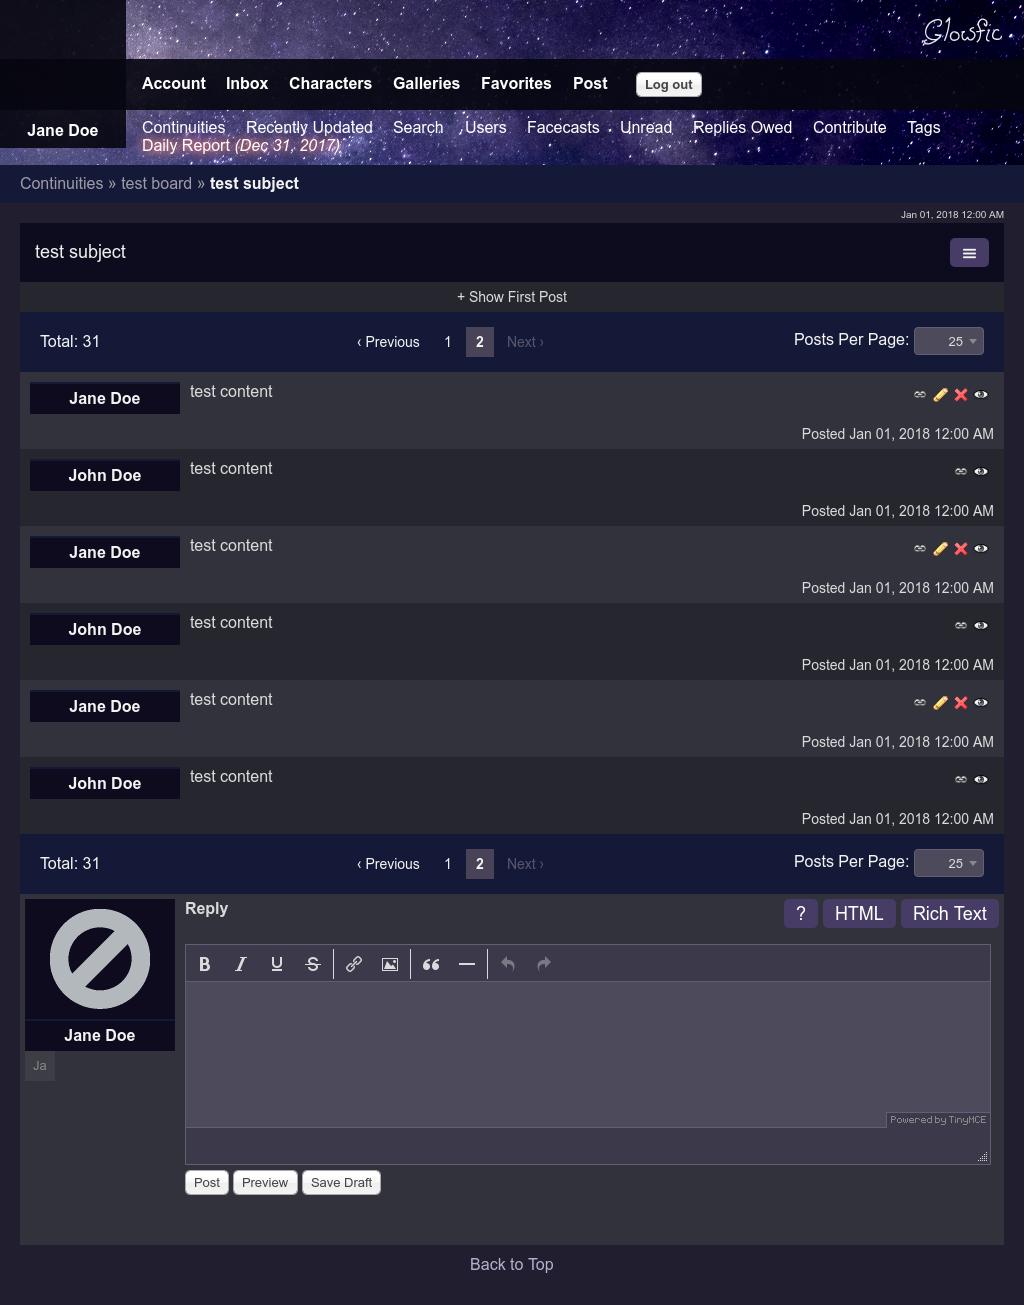 Glowfic
Account Inbox Characters Galleries Favorites Post Log out
Jane Doe
Continuities Recently Updated Search Users Facecasts Unread Replies Owed Contribute Tags
Daily Report (Dec 31, 2017)
Continuities » test board » test subject
Jan 01, 2018 12:00 AM
test subject
+ Show First Post
Total: 31 ‹ Previous 1 2 Next › Posts Per Page: 25
Jane Doe test content
Posted Jan 01, 2018 12:00 AM
John Doe test content
Posted Jan 01, 2018 12:00 AM
Jane Doe test content
Posted Jan 01, 2018 12:00 AM
John Doe test content
Posted Jan 01, 2018 12:00 AM
Jane Doe test content
Posted Jan 01, 2018 12:00 AM
John Doe test content
Posted Jan 01, 2018 12:00 AM
Total: 31 ‹ Previous 1 2 Next › Posts Per Page: 25
Reply ? HTML Rich Text
B I U S
Jane Doe
Ja
Powered by TinyMCE
Post Preview Save Draft
Back to Top